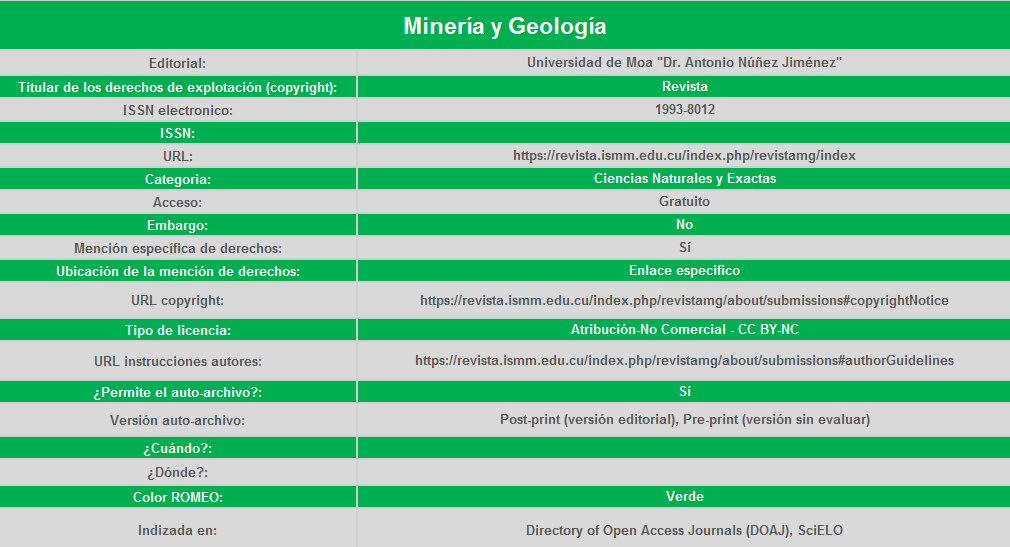 Minería y Geología
Editorial: Universidad de Moa "Dr. Antonio Núñez Jiménez"
Titular de los derechos de explotación (copyright): Revista
ISSN electronico: 1993-8012
ISSN:
URL: https://revista.ismm.edu.cu/index.php/revistamg/index
Categoria: Ciencias Naturales y Exactas
Acceso: Gratuito
Embargo: No
Mención específica de derechos: Sí
Ubicación de la mención de derechos: Enlace especifico
URL copyright: https://revista.ismm.edu.cu/index.php/revistamg/about/submissions#copyrightNotice
Tipo de licencia: Atribución-No Comercial - CC BY-NC
URL instrucciones autores: https://revista.ismm.edu.cu/index.php/revistamg/about/submissions#authorGuidelines
¿Permite el auto-archivo?: Sí
Versión auto-archivo: Post-print (versión editorial), Pre-print (versión sin evaluar)
¿Cuándo?:
¿Dónde?:
Color ROMEO: Verde
Indizada en: Directory of Open Access Journals (DOAJ), SciELO